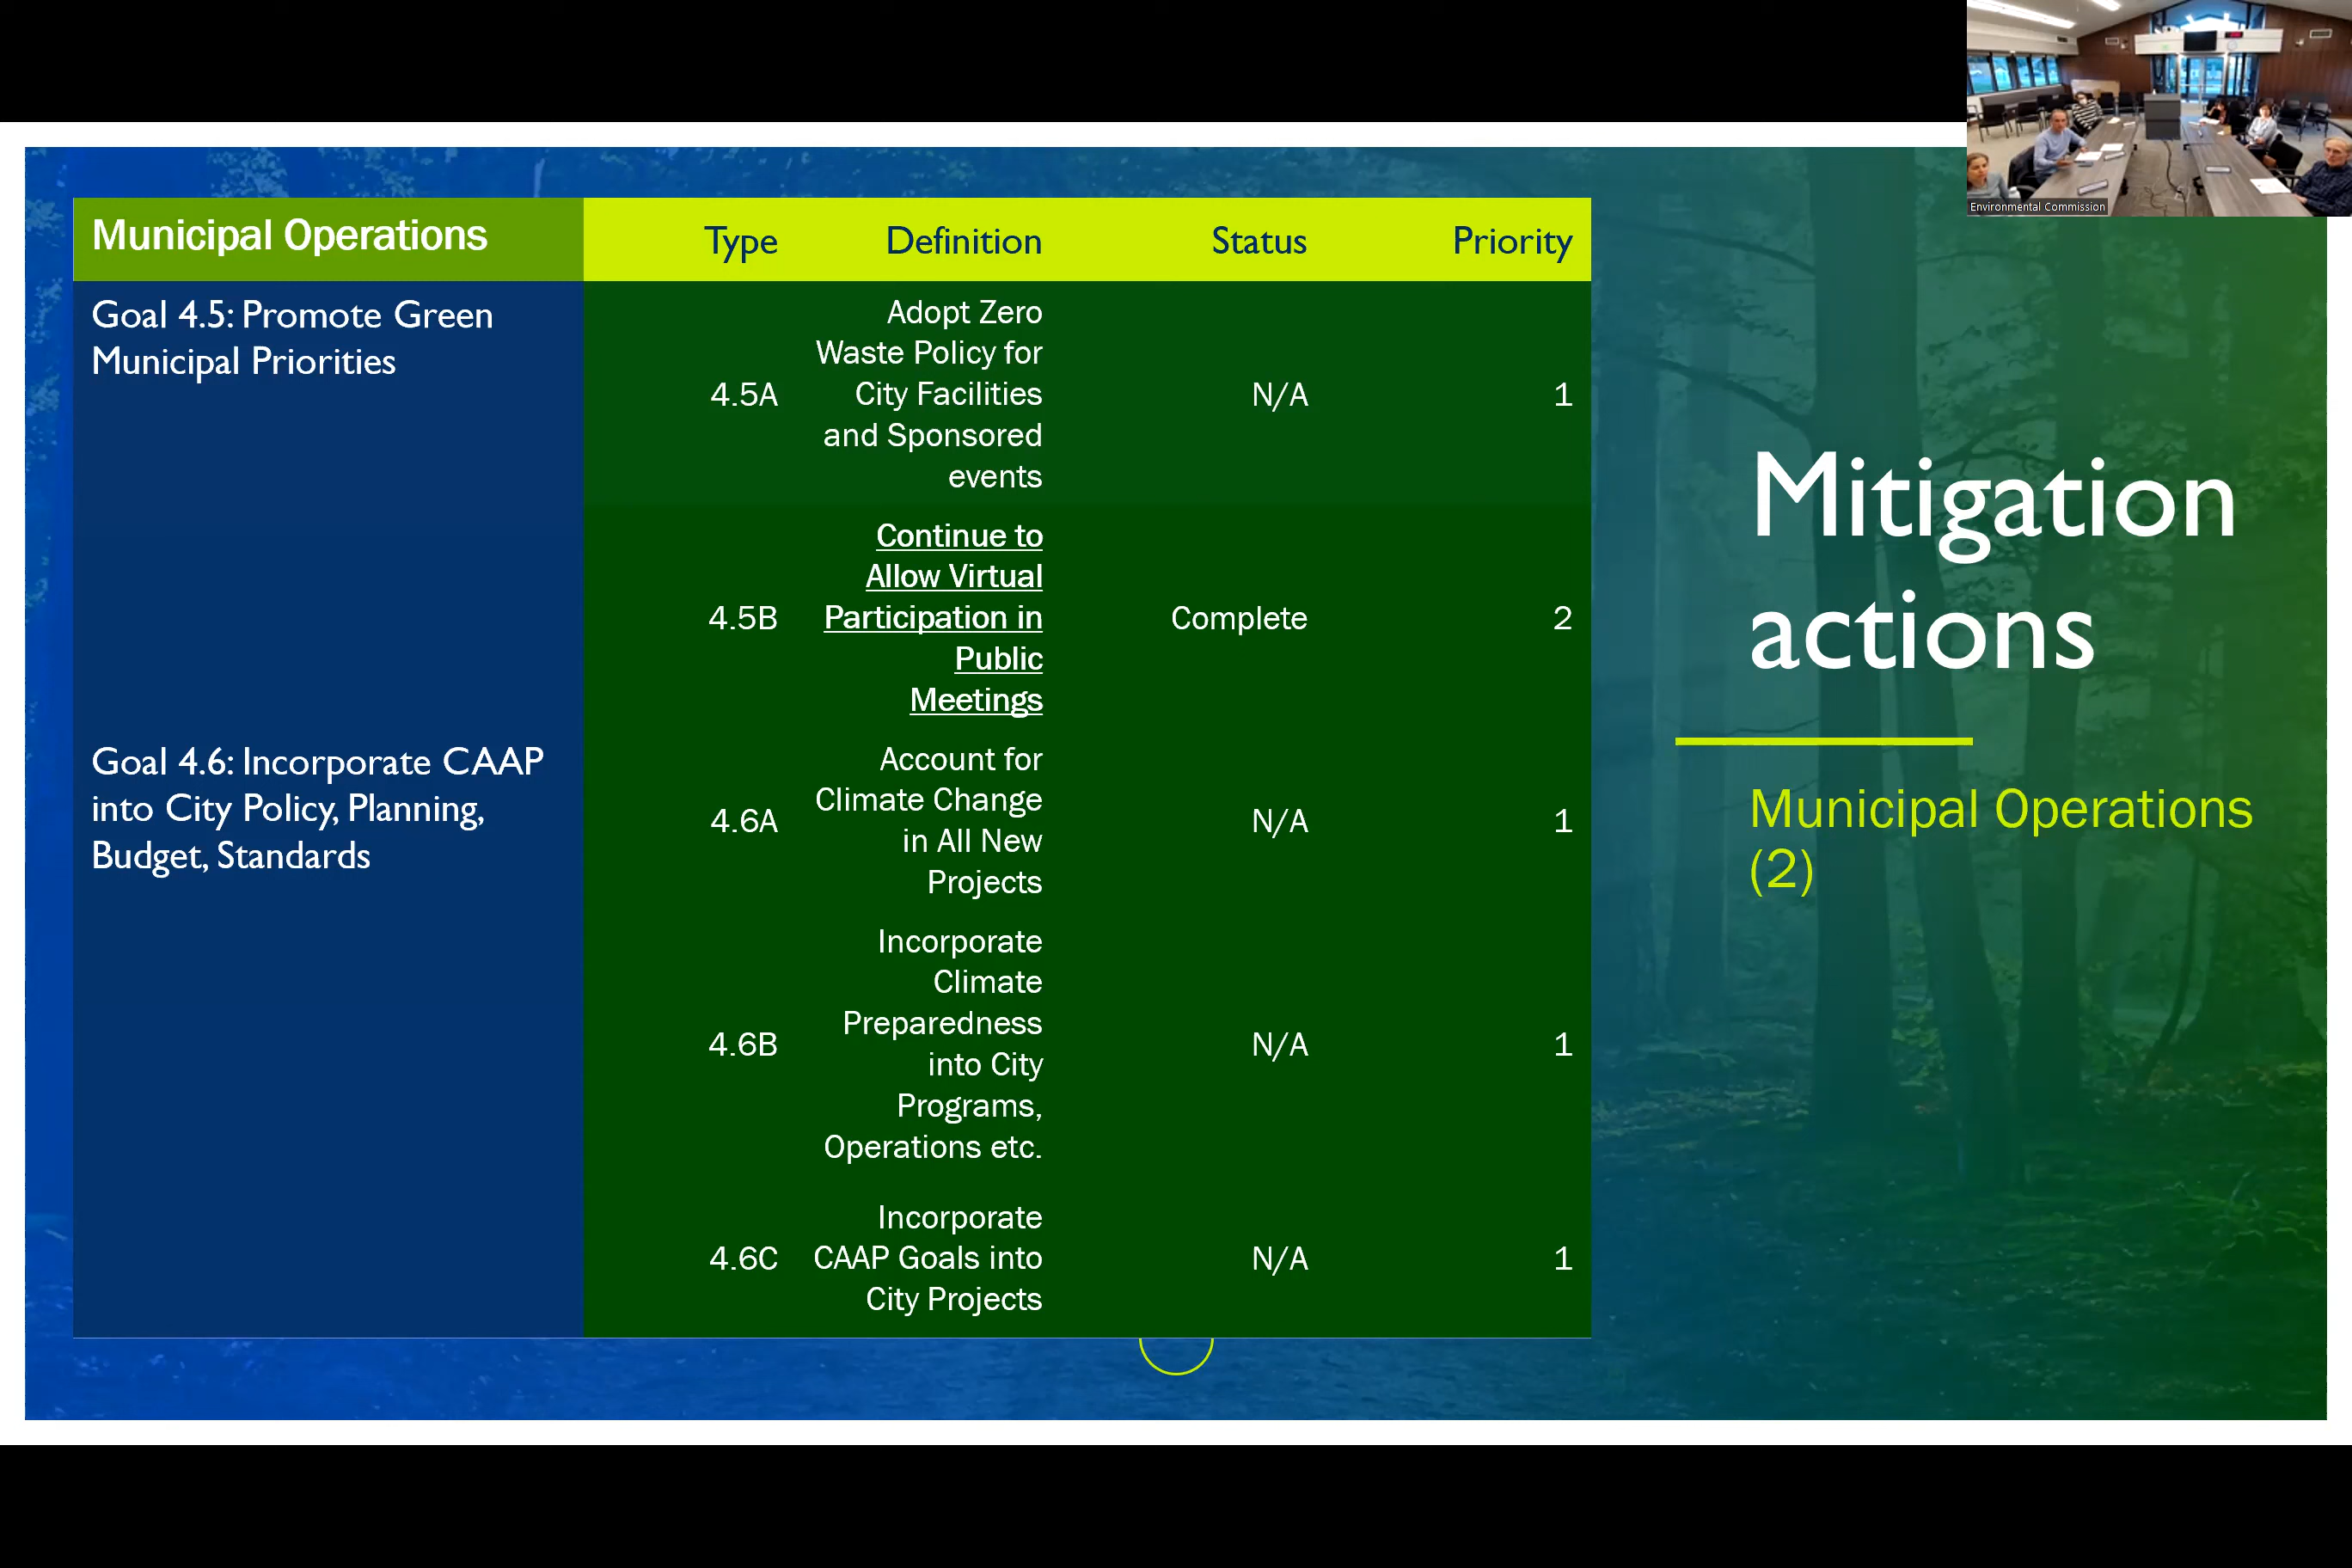 Environmental Commission
Municipal Operations
Type
Definition
Status
Priority
Goal 4.5: Promote Green
Municipal Priorities
4.5A
Adopt Zero
Waste Policy for
City Facilities
and Sponsored
events
N/A
1
4.5B
Continue to
Allow Virtual
Participation in
Public
Meetings
Complete
2
Goal 4.6: Incorporate CAAP
into City Policy, Planning,
Budget, Standards
4.6A
Account for
Climate Change
in All New
Projects
N/A
1
4.6B
Incorporate
Climate
Preparedness
into City
Programs,
Operations etc.
N/A
1
4.6C
Incorporate
CAAP Goals into
City Projects
N/A
1
Mitigation
actions
Municipal Operations
(2)